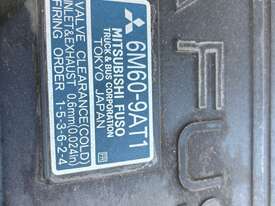 6M60-9AT1
MITSUBISHI FUSO
TRUCK & BUS CORPORATION
TOKYO JAPAN
VALVE CLEARANCE(COLD)
INLET&EXHAUST 0.6mm(0.024in)
FIRING ORDER 1-5-3-6-2-4
FUS